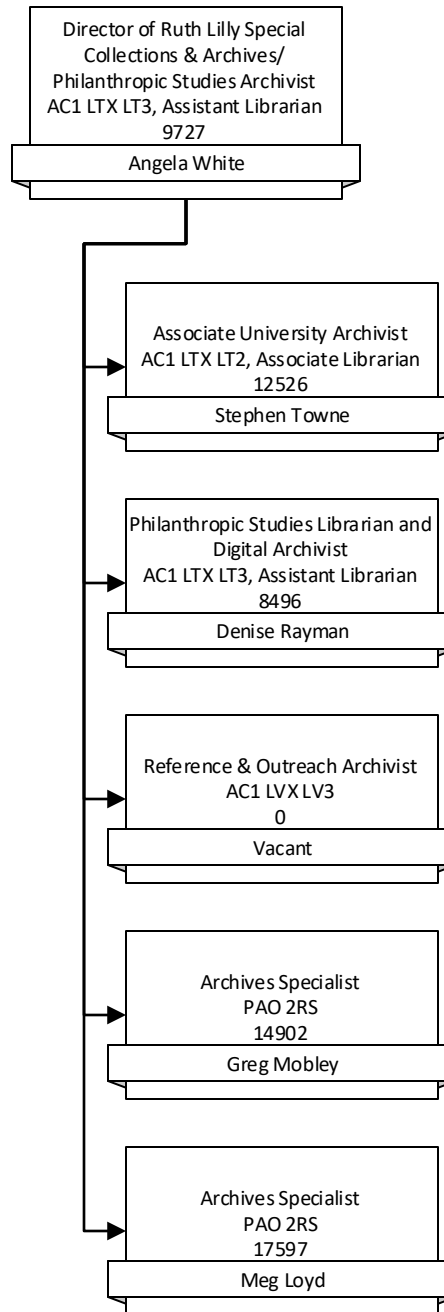 Director of Ruth Lilly Special
Collections & Archives/
Philanthropic Studies Archivist
AC1 LTX LT3, Assistant Librarian
9727
Angela White
Associate University Archivist
AC1 LTX LT2, Associate Librarian
12526
Stephen Towne
Philanthropic Studies Librarian and
Digital Archivist
AC1 LTX LT3, Assistant Librarian
8496
Denise Rayman
Reference & Outreach Archivist
AC1 LVX LV3
0
Vacant
Archives Specialist
PAO 2RS
14902
Greg Mobley
Archives Specialist
PAO 2RS
17597
Meg Loyd